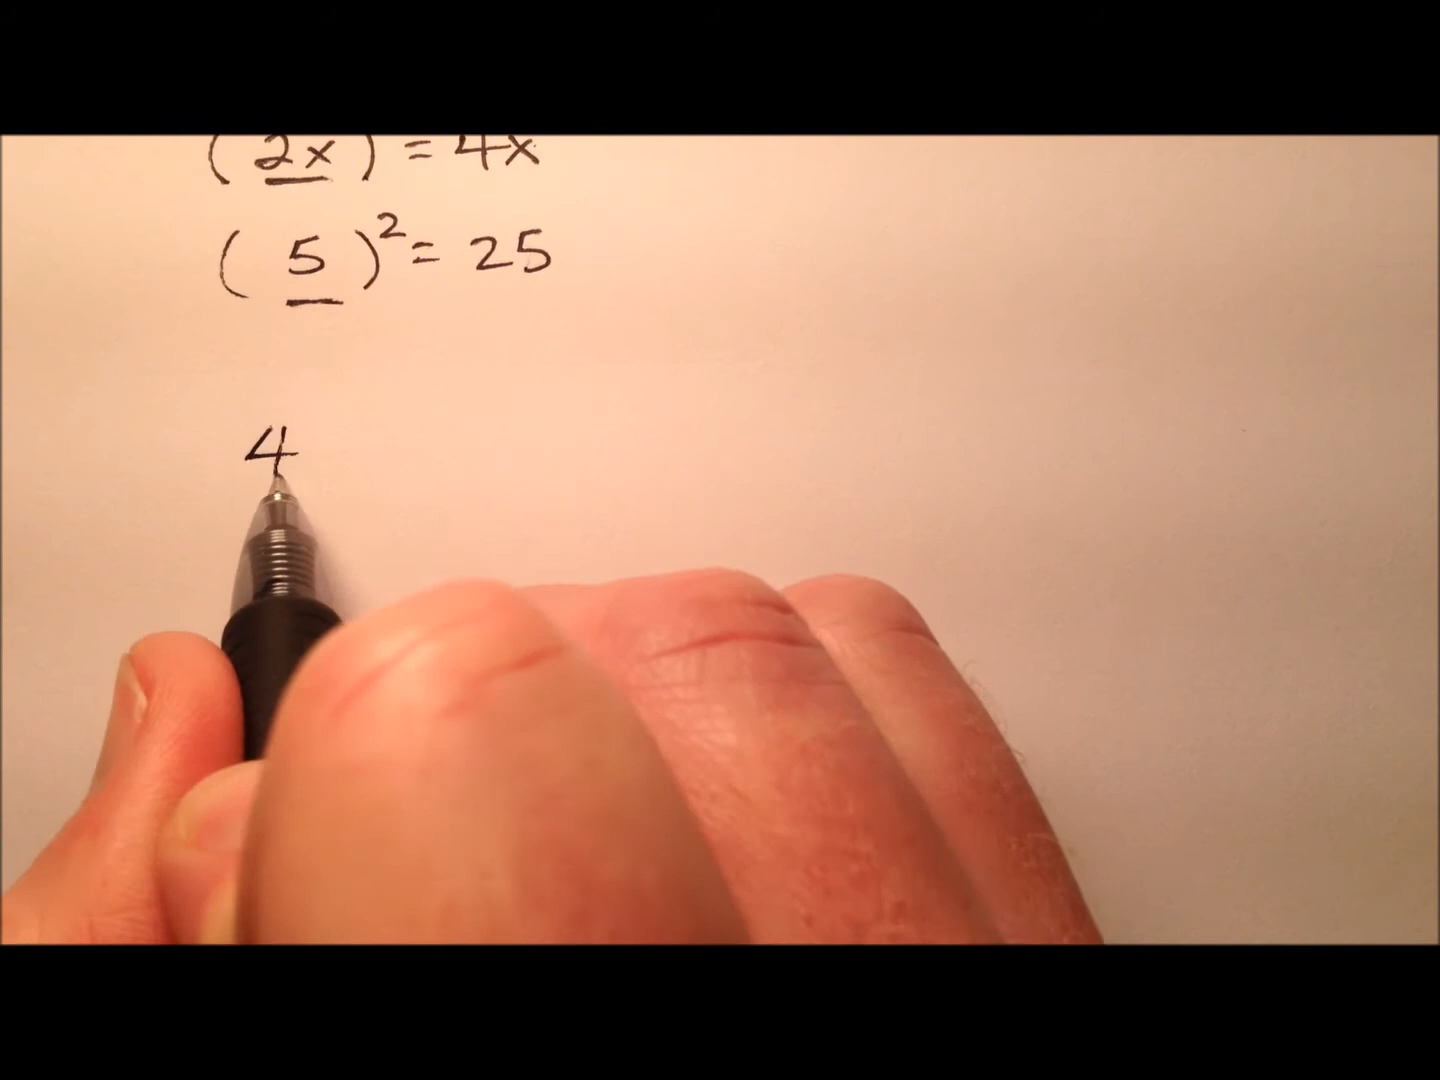 ( 2x ) = 4x
( 5 )² = 25
4